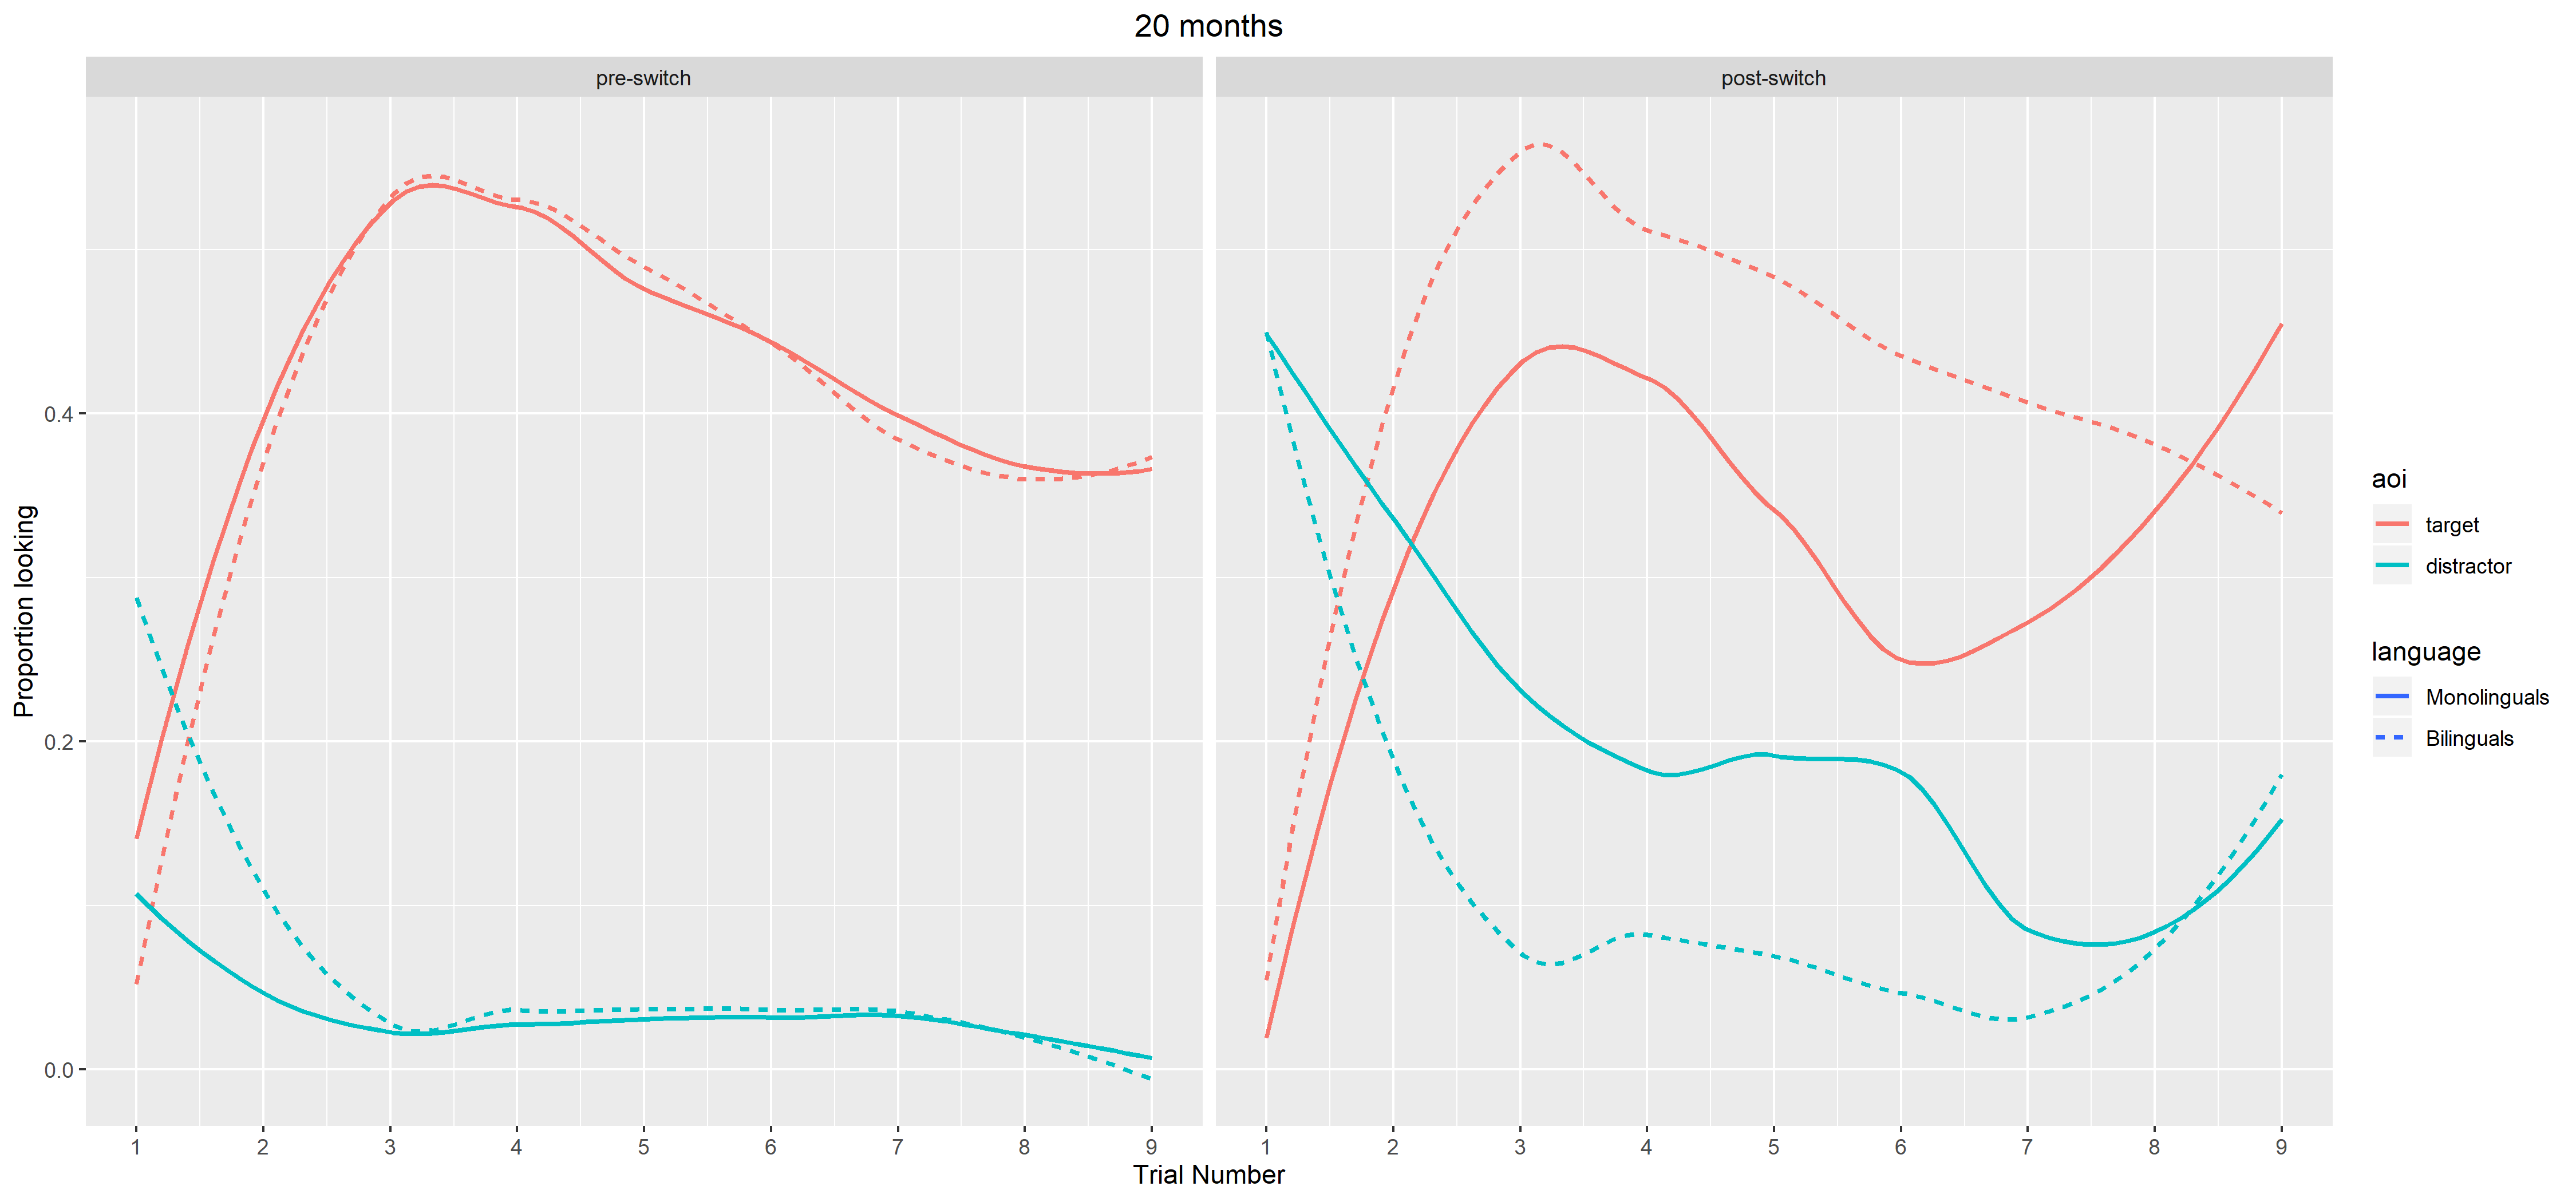 20 months
pre-switch
post-switch
Proportion looking
0.4
0.2
0.0
1 2 3 4 5 6 7 8 9
1 2 3 4 5 6 7 8 9
Trial Number
aoi
target
distractor
language
Monolinguals
Bilinguals